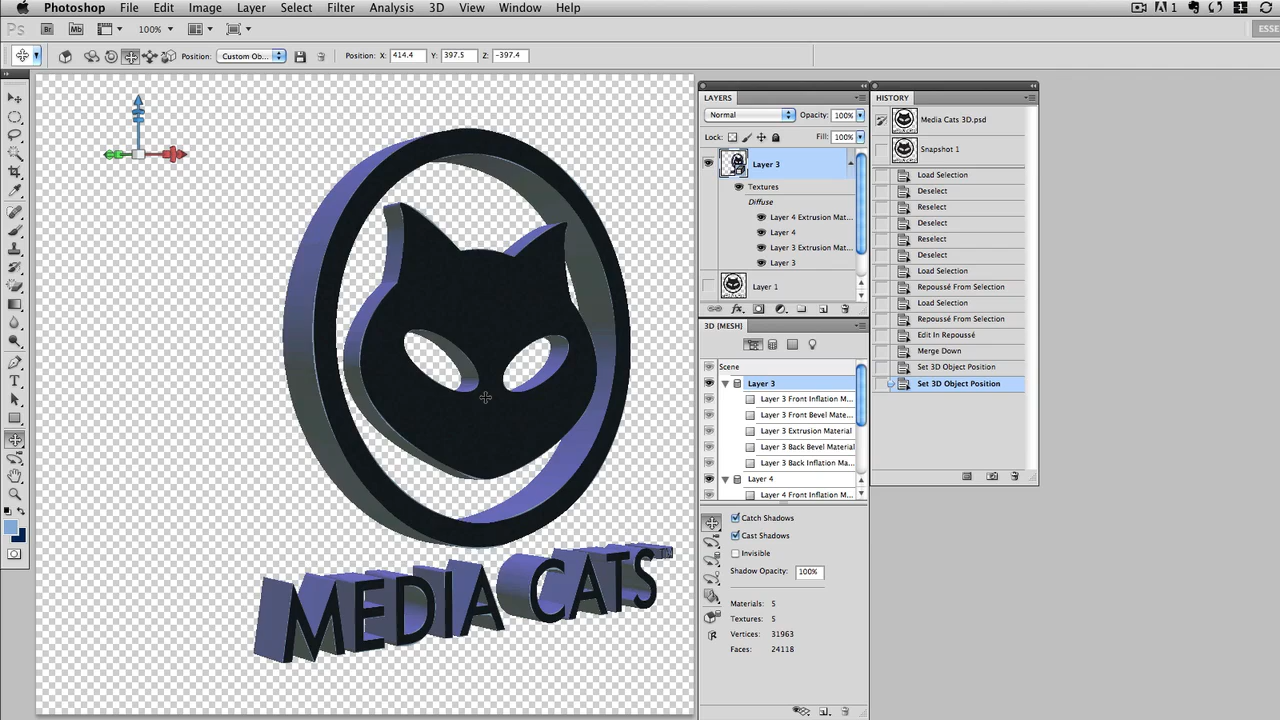 Photoshop File Edit Image Layer Select Filter Analysis 3D View Window Help
1
Ps Br Mb 100% ESSE
Position: Custom Ob... Position: X: 414.4 Y: 397.5 Z: -397.4
LAYERS
Normal Opacity: 100%
Lock: Fill: 100%
Layer 3
Textures
Diffuse
Layer 4 Extrusion Mat...
Layer 4
Layer 3 Extrusion Mat...
Layer 3
Layer 1
HISTORY
Media Cats 3D.psd
Snapshot 1
Load Selection
Deselect
Reselect
Deselect
Reselect
Deselect
Load Selection
Repoussé From Selection
Load Selection
Repoussé From Selection
Edit In Repoussé
Merge Down
Set 3D Object Position
Set 3D Object Position
3D {MESH}
Scene
Layer 3
Layer 3 Front Inflation M...
Layer 3 Front Bevel Mate...
Layer 3 Extrusion Material
Layer 3 Back Bevel Material
Layer 3 Back Inflation Ma...
Layer 4
Layer 4 Front Inflation M...
Catch Shadows
Cast Shadows
Invisible
Shadow Opacity: 100%
Materials: 5
Textures: 5
Vertices: 31963
Faces: 24118
MEDIA CATS™